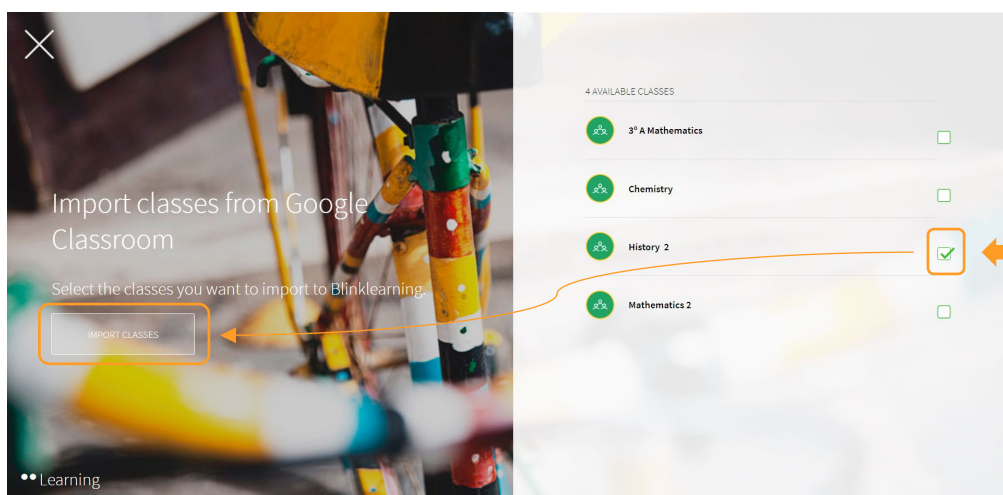 Import classes from Google
Classroom
Select the classes you want to import to Blinklearning.
IMPORT CLASSES
Learning
4 AVAILABLE CLASSES
3º A Mathematics
Chemistry
History 2
Mathematics 2